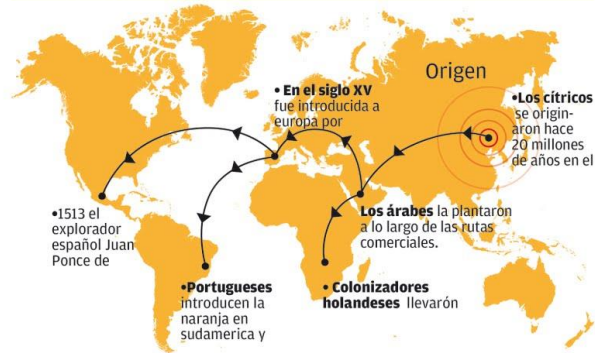 Origen
•Los cítricos
se origin-
aron hace
20 millones
de años en el
• En el siglo XV
fue introducida a
europa por
Los árabes la plantaron
a lo largo de las rutas
comerciales.
•1513 el
explorador
español Juan
Ponce de
•Portugueses
introducen la
naranja en
sudamerica y
• Colonizadores
holandeses llevarón